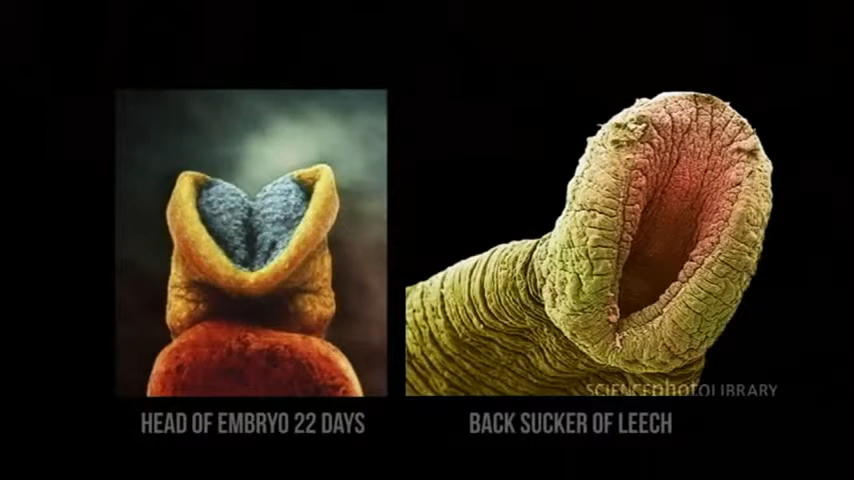 SCIENCEPHOTOLIBRARY
HEAD OF EMBRYO 22 DAYS
BACK SUCKER OF LEECH